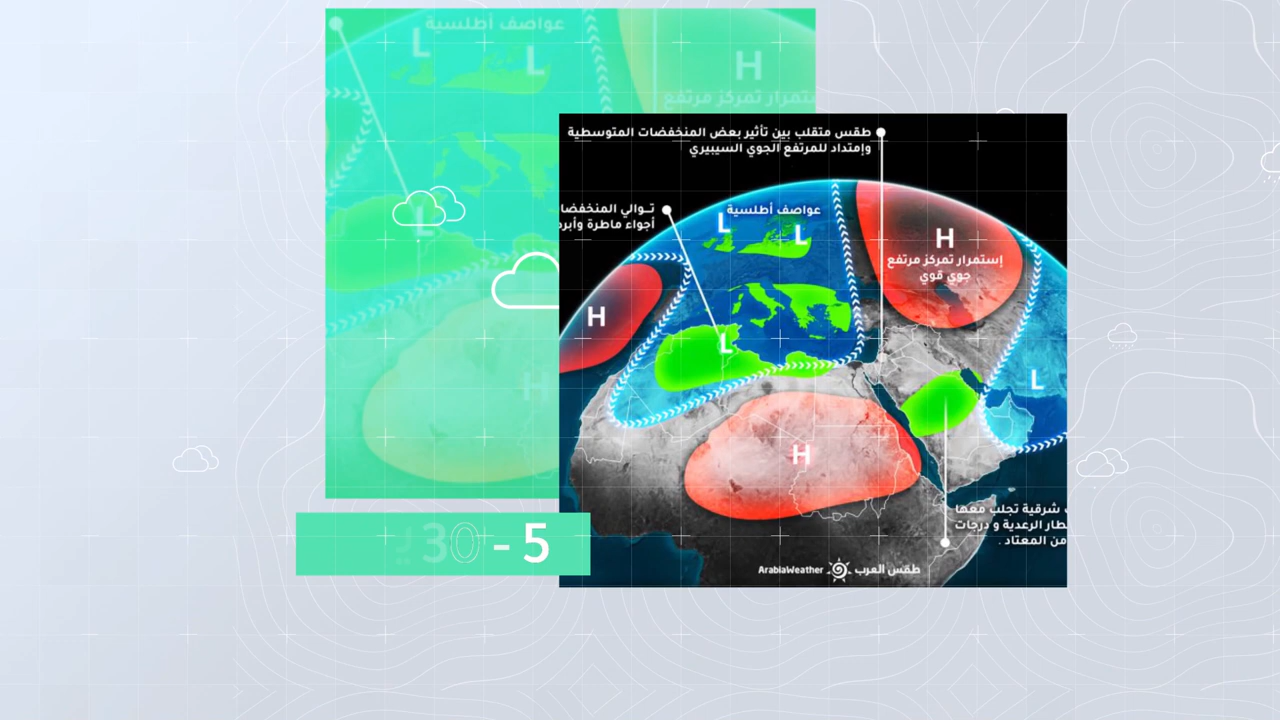 عواصف أطلسية
L
L
H
إستمرار تمركز مرتفع
طقس متقلب بين تأثير بعض المنخفضات المتوسطية
وإمتداد للمرتفع الجوي السيبيري
تـوالي المنخفضا
أجواء ماطرة وأبرد
عواصف أطلسية
L
L
H
إستمرار تمركز مرتفع
جوي قوي
H
L
L
L
H
H
شرقية تجلب معها
طار الرعدية و درجات
من المعتاد .
ArabiaWeather طقس العرب
5 - 30